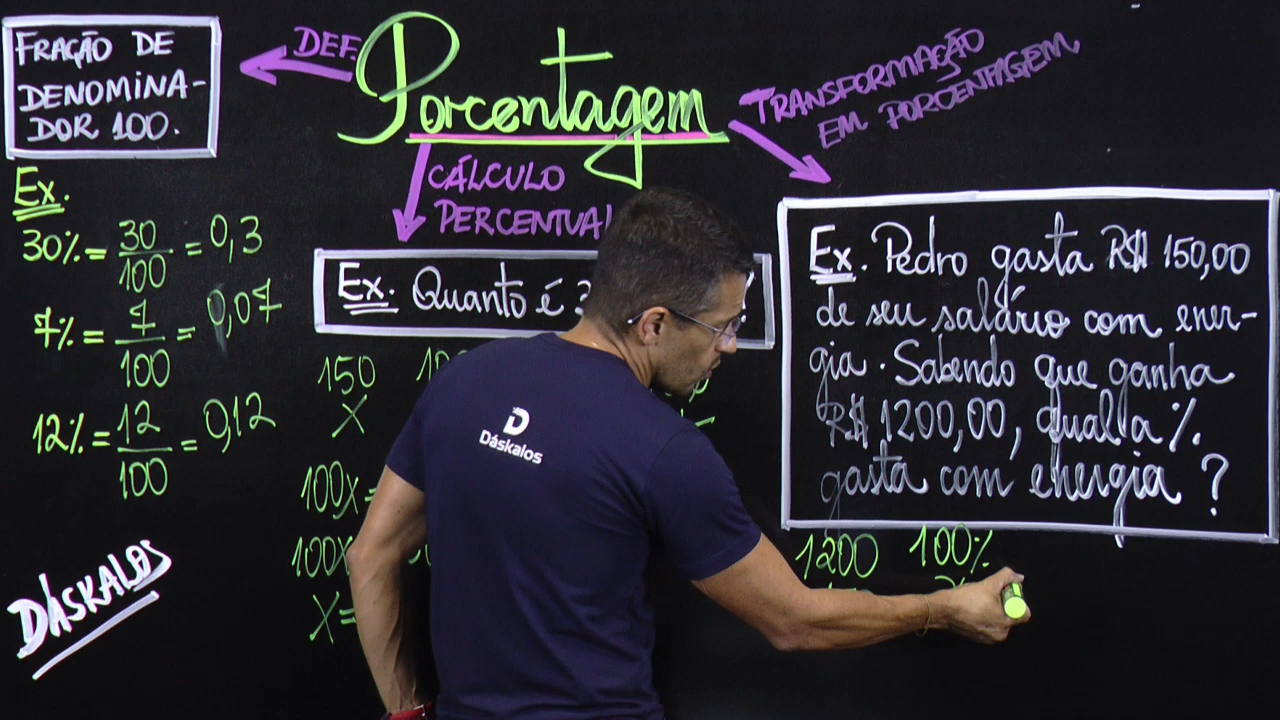 Porcentagem
DEF.
FRAÇÃO DE
DENOMINA-
DOR 100.
Ex.
30% = 30/100 = 0,3
7% = 7/100 = 0,07
12% = 12/100 = 0,12
DÁSKALOS
CÁLCULO
PERCENTUAL
Ex. Quanto é 3
150
X
100X=
100X
X=
Dáskalos
TRANSFORMAÇÃO
EM PORCENTAGEM
Ex. Pedro gasta R$ 150,00
de seu salário com ener-
gia. Sabendo que ganha
R$ 1200,00, qual a %
gasta com energia?
1200 100%